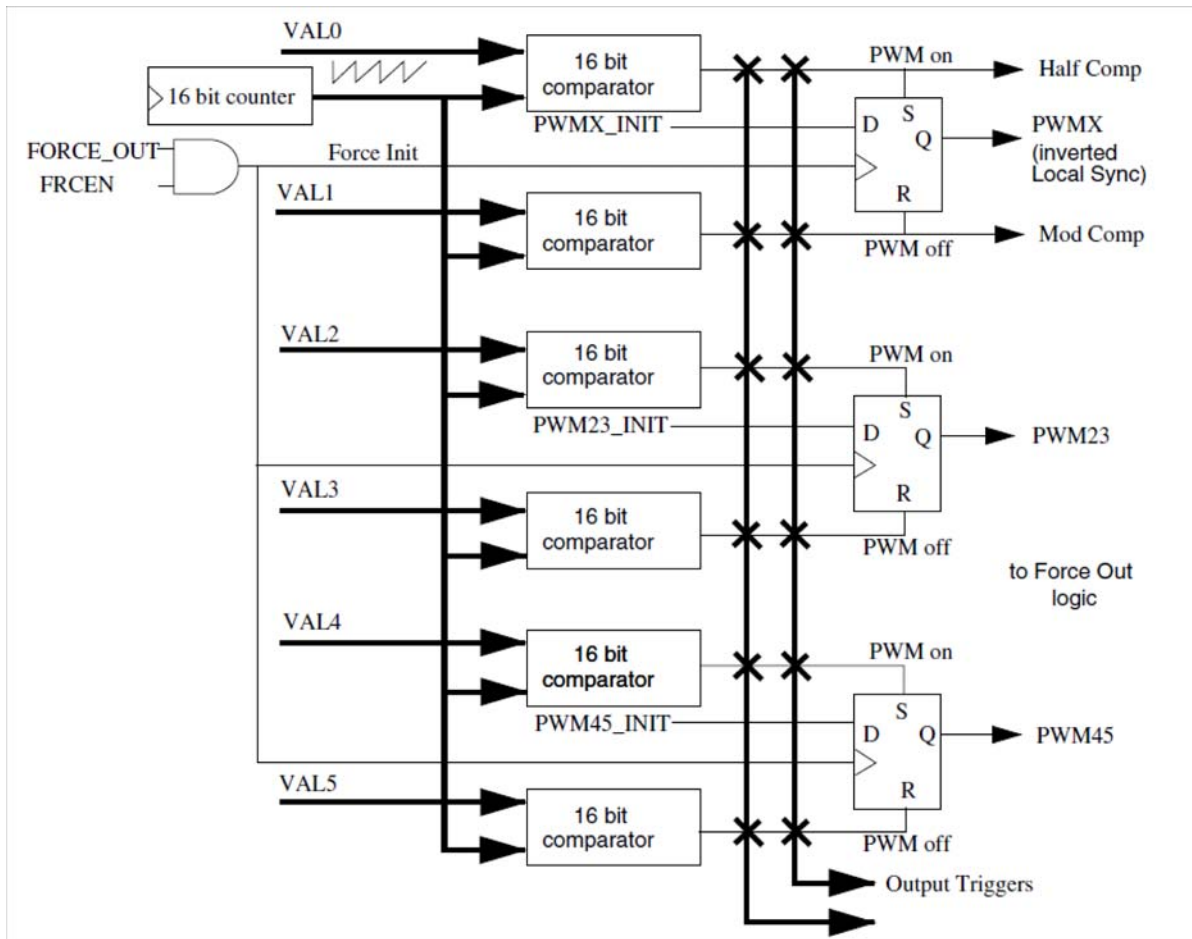 VAL0
16 bit
comparator
PWM on
Half Comp
16 bit counter
PWMX_INIT
D
S
Q
R
PWMX
(inverted
Local Sync)
FORCE_OUT
FRCEN
Force Init
VAL1
16 bit
comparator
PWM off
Mod Comp
VAL2
16 bit
comparator
PWM on
PWM23_INIT
D
S
Q
R
PWM23
VAL3
16 bit
comparator
PWM off
to Force Out
logic
VAL4
16 bit
comparator
PWM on
PWM45_INIT
D
S
Q
R
PWM45
VAL5
16 bit
comparator
PWM off
Output Triggers